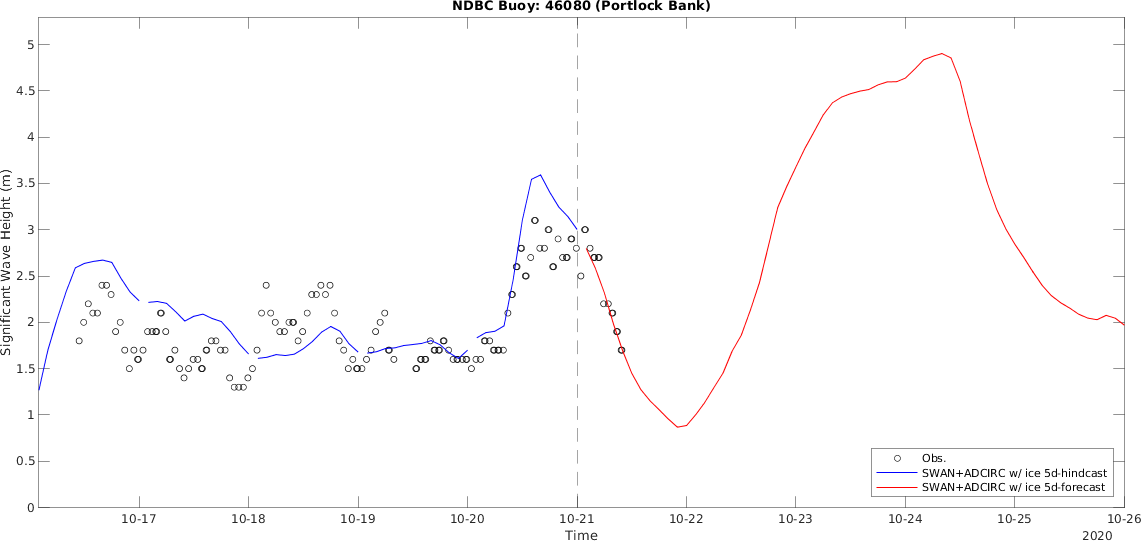 NDBC Buoy: 46080 (Portlock Bank)
5
4.5
4
3.5
3
2.5
2
1.5
1
0.5
0
Significant Wave Height (m)
Obs.
SWAN+ADCIRC w/ ice 5d-hindcast
SWAN+ADCIRC w/ ice 5d-forecast
10-17 10-18 10-19 10-20 10-21 10-22 10-23 10-24 10-25 10-26
Time
2020